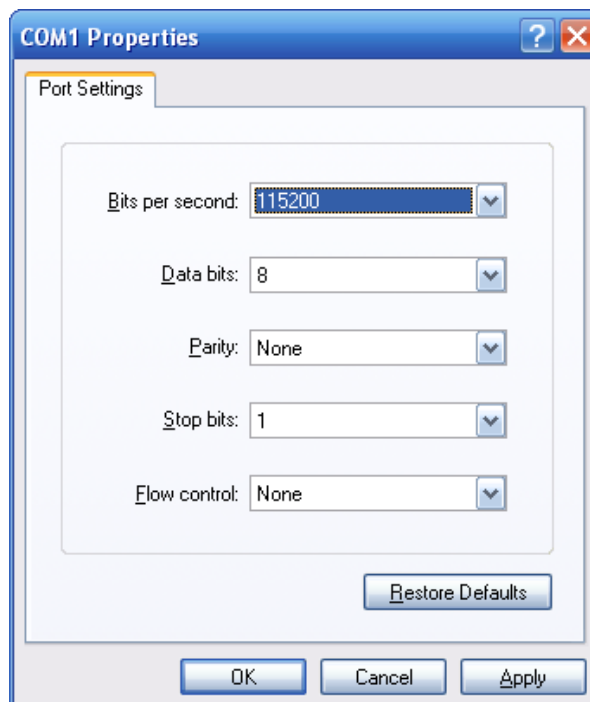 COM1 Properties
Port Settings
Bits per second: 115200
Data bits: 8
Parity: None
Stop bits: 1
Flow control: None
Restore Defaults
OK Cancel Apply